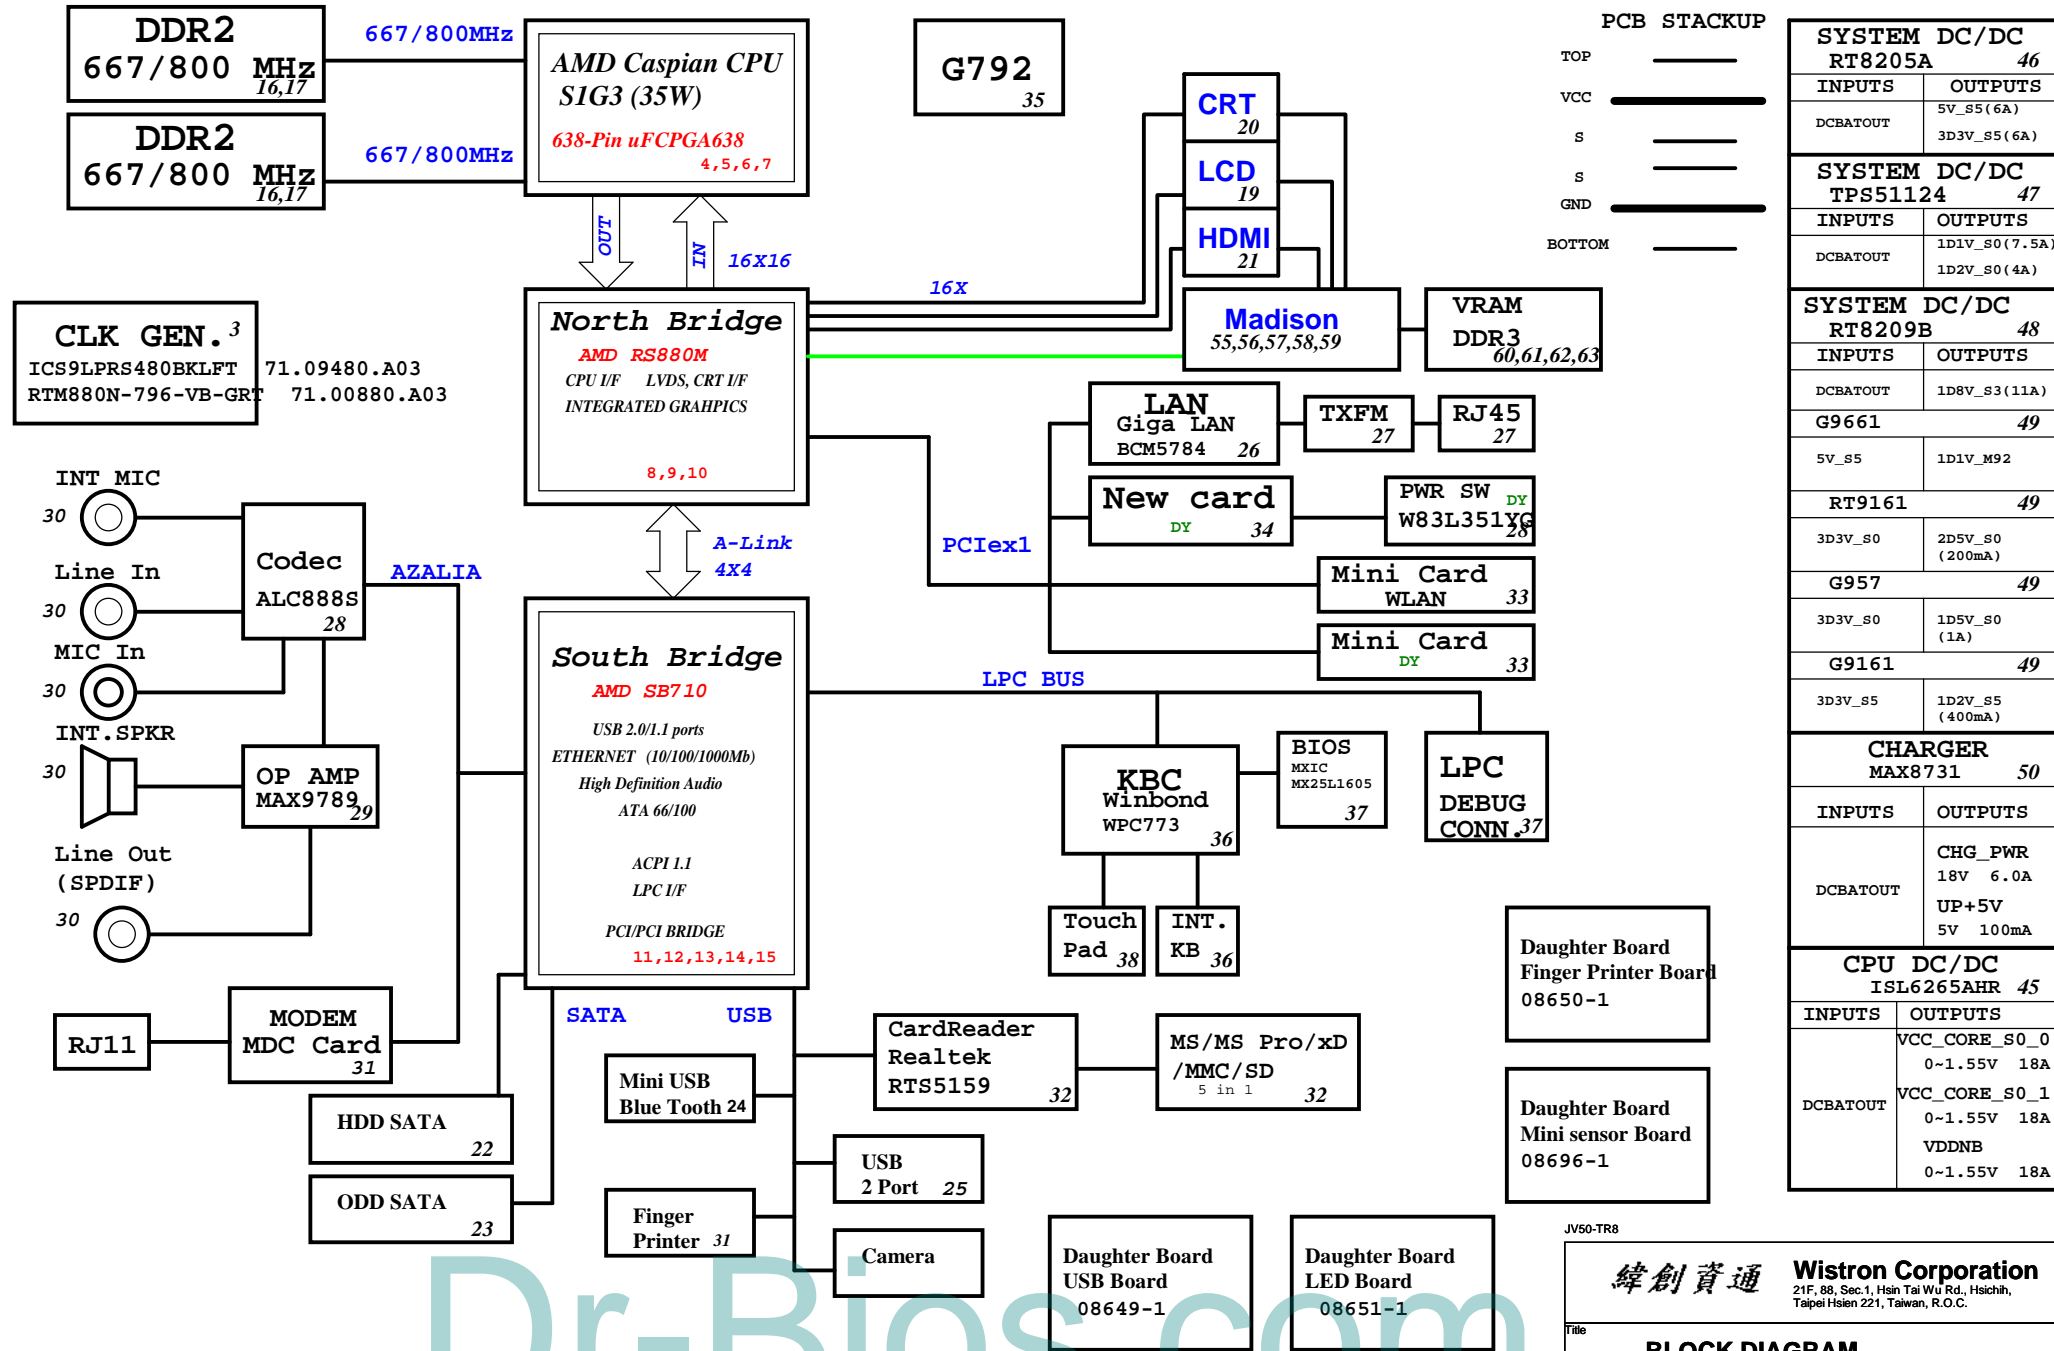 DDR2
667/800 MHz
16,17
667/800MHz
DDR2
667/800 MHz
16,17
667/800MHz
AMD Caspian CPU
S1G3 (35W)
638-Pin uFCPGA638
4,5,6,7
G792
35
OUT
IN
16X16
CRT
20
LCD
19
HDMI
21
16X
Madison
55,56,57,58,59
VRAM
DDR3
60,61,62,63
CLK GEN. 3
ICS9LPRS480BKLFT 71.09480.A03
RTM880N-796-VB-GRT 71.00880.A03
North Bridge
AMD RS880M
CPU I/F LVDS, CRT I/F
INTEGRATED GRAHPICS
8,9,10
A-Link
4X4
PCIex1
LAN
Giga LAN
BCM5784 26
TXFM
27
RJ45
27
New card
DY 34
PWR SW DY
W83L351YG
28
Mini Card
WLAN 33
Mini Card
DY 33
INT MIC
30
Line In
30
MIC In
30
INT.SPKR
30
Line Out
(SPDIF)
30
Codec
ALC888S
28
AZALIA
OP AMP
MAX9789
29
RJ11
MODEM
MDC Card
31
HDD SATA
22
ODD SATA
23
South Bridge
AMD SB710
USB 2.0/1.1 ports
ETHERNET (10/100/1000Mb)
High Definition Audio
ATA 66/100
ACPI 1.1
LPC I/F
PCI/PCI BRIDGE
11,12,13,14,15
SATA
USB
LPC BUS
KBC
Winbond
WPC773
36
BIOS
MXIC
MX25L1605
37
LPC
DEBUG
CONN.
37
Touch
Pad 38
INT.
KB 36
Mini USB
Blue Tooth 24
CardReader
Realtek
RTS5159
32
MS/MS Pro/xD
/MMC/SD
5 in 1
32
USB
2 Port 25
Finger
Printer 31
Camera
Daughter Board
Finger Printer Board
08650-1
Daughter Board
Mini sensor Board
08696-1
Daughter Board
USB Board
08649-1
Daughter Board
LED Board
08651-1
PCB STACKUP
TOP
VCC
S
S
GND
BOTTOM
SYSTEM DC/DC
RT8205A 46
INPUTS OUTPUTS
DCBATOUT
5V_S5(6A)
3D3V_S5(6A)
SYSTEM DC/DC
TPS51124 47
INPUTS OUTPUTS
DCBATOUT
1D1V_S0(7.5A)
1D2V_S0(4A)
SYSTEM DC/DC
RT8209B 48
INPUTS OUTPUTS
DCBATOUT 1D8V_S3(11A)
G9661 49
5V_S5 1D1V_M92
RT9161 49
3D3V_S0 2D5V_S0
(200mA)
G957 49
3D3V_S0 1D5V_S0
(1A)
G9161 49
3D3V_S5 1D2V_S5
(400mA)
CHARGER
MAX8731 50
INPUTS OUTPUTS
DCBATOUT
CHG_PWR
18V 6.0A
UP+5V
5V 100mA
CPU DC/DC
ISL6265AHR 45
INPUTS OUTPUTS
DCBATOUT
VCC_CORE_S0_0
0~1.55V 18A
VCC_CORE_S0_1
0~1.55V 18A
VDDNB
0~1.55V 18A
JV50-TR8
緯創資通
Wistron Corporation
21F, 88, Sec.1, Hsin Tai Wu Rd., Hsichih,
Taipei Hsien 221, Taiwan, R.O.C.
Title
BLOCK DIAGRAM
Dr-Bios.com